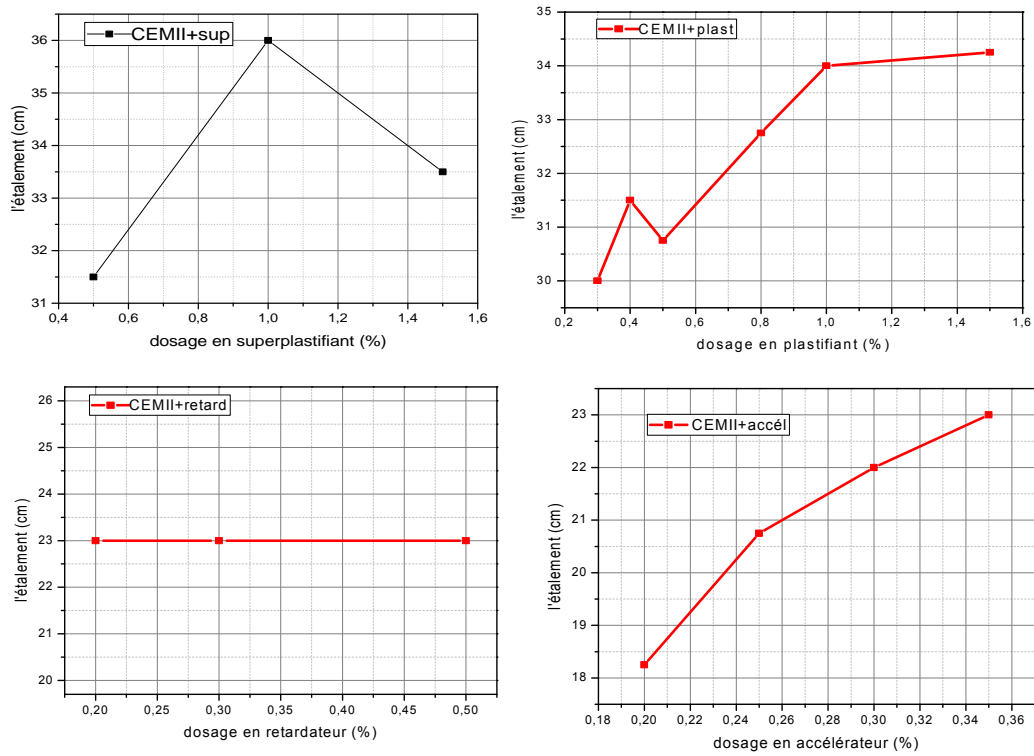 CEMII+sup
36
35
34
33
32
31
l'étalement (cm)
0,4 0,6 0,8 1,0 1,2 1,4 1,6
dosage en superplastifiant (%)
CEMII+plast
35
34
33
32
31
30
l'étalement (cm)
0,2 0,4 0,6 0,8 1,0 1,2 1,4 1,6
dosage en plastifiant (%)
CEMII+retard
26
25
24
23
22
21
20
l'étalement (cm)
0,20 0,25 0,30 0,35 0,40 0,45 0,50
dosage en retardateur (%)
CEMII+accél
23
22
21
20
19
18
l'étalement (cm)
0,18 0,20 0,22 0,24 0,26 0,28 0,30 0,32 0,34 0,36
dosage en accélérateur (%)